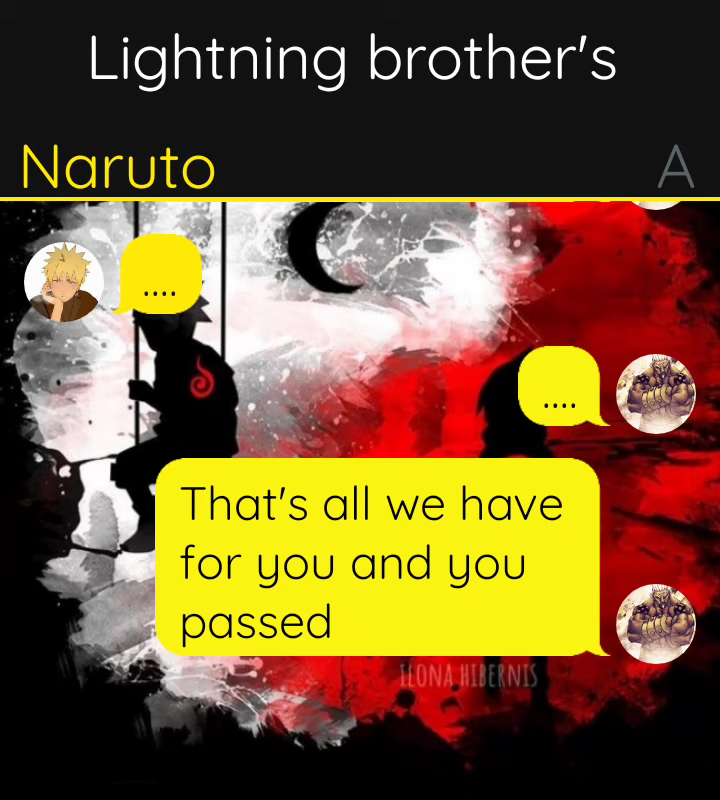 Lightning brother's
Naruto
A
....
....
That's all we have
for you and you
passed
ILONA HIBERNIS